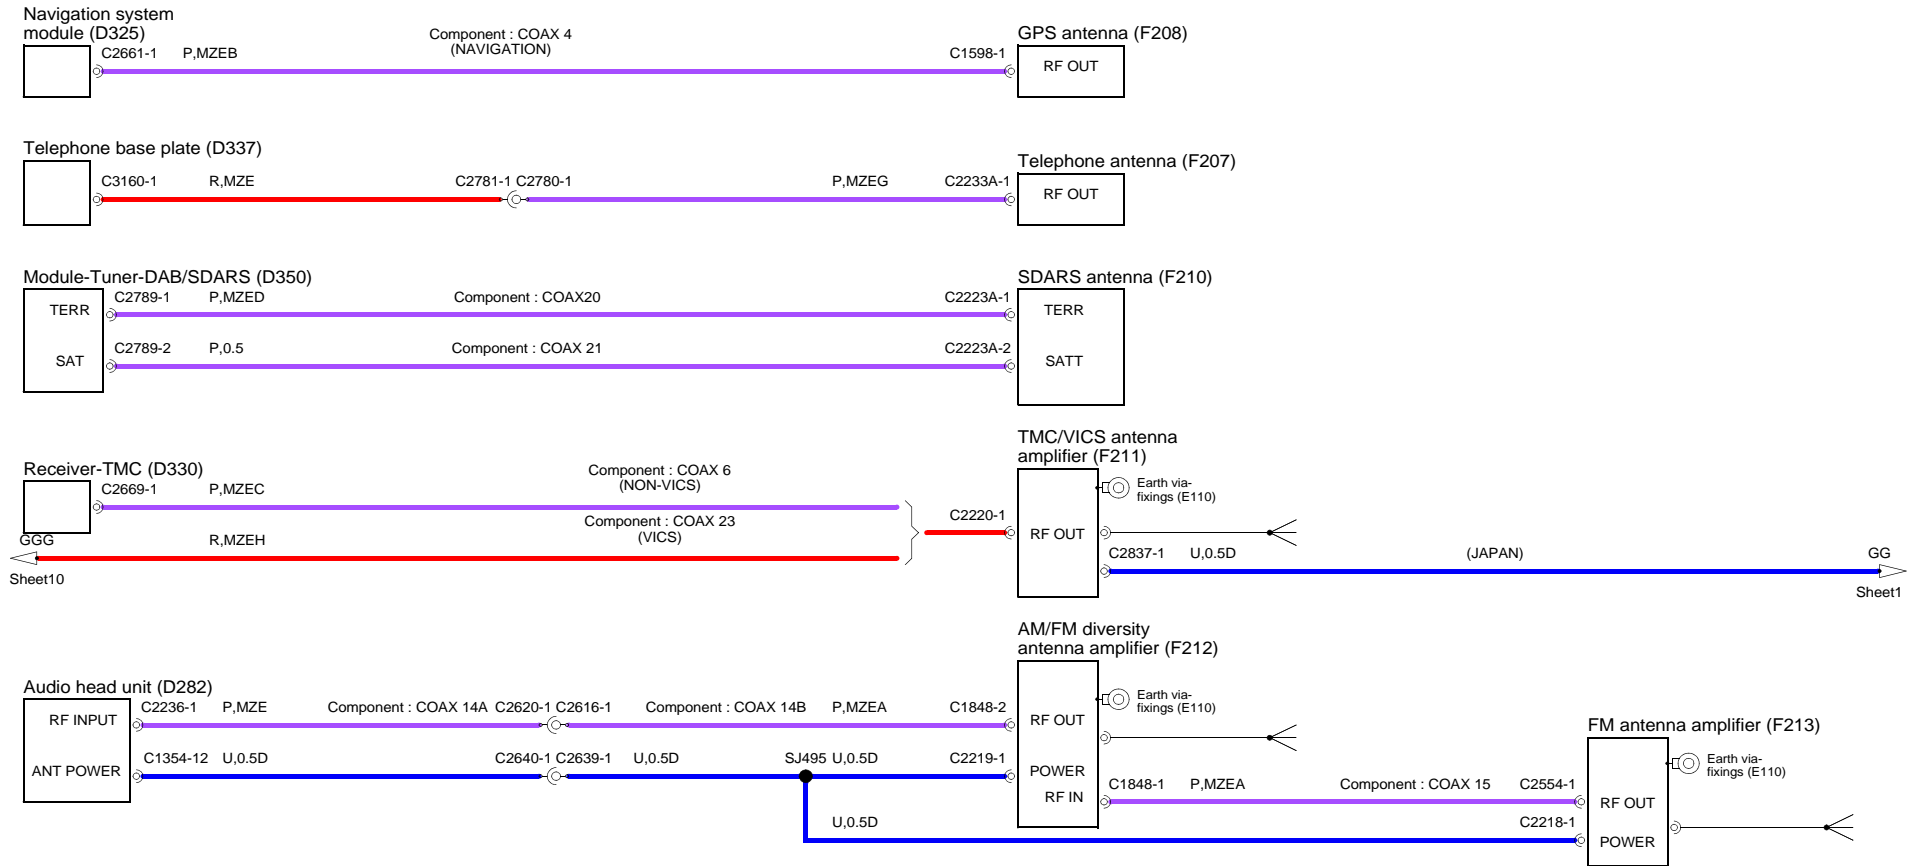 Navigation system
module (D325)
C2661-1 P,MZEB
Component : COAX 4
(NAVIGATION)
C1598-1
GPS antenna (F208)
RF OUT
Telephone base plate (D337)
C3160-1 R,MZE
C2781-1 C2780-1
P,MZEG C2233A-1
Telephone antenna (F207)
RF OUT
Module-Tuner-DAB/SDARS (D350)
TERR
C2789-1 P,MZED
Component : COAX20
C2223A-1
SDARS antenna (F210)
TERR
SAT
C2789-2 P,0.5
Component : COAX 21
C2223A-2
SATT
Receiver-TMC (D330)
C2669-1 P,MZEC
Component : COAX 6
(NON-VICS)
GGG
R,MZEH
Component : COAX 23
(VICS)
Sheet10
C2220-1
TMC/VICS antenna
amplifier (F211)
RF OUT
Earth via-
fixings (E110)
C2837-1 U,0.5D
(JAPAN)
GG
Sheet1
Audio head unit (D282)
RF INPUT
C2236-1 P,MZE
Component : COAX 14A
C2620-1 C2616-1
Component : COAX 14B
P,MZEA
C1848-2
ANT POWER
C1354-12 U,0.5D
C2640-1 C2639-1
U,0.5D
SJ495 U,0.5D
C2219-1
U,0.5D
AM/FM diversity
antenna amplifier (F212)
RF OUT
POWER
RF IN
Earth via-
fixings (E110)
C1848-1 P,MZEA
Component : COAX 15
C2554-1
C2218-1
FM antenna amplifier (F213)
RF OUT
POWER
Earth via-
fixings (E110)